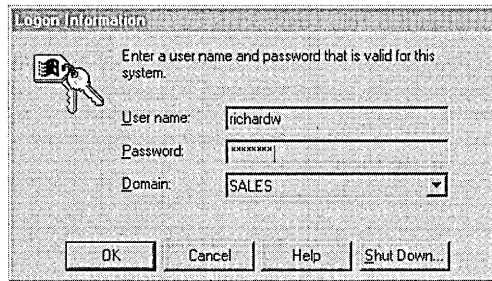 Logon Information
Enter a user name and password that is valid for this
system.
User name: richardw
Password: ********
Domain: SALES
OK Cancel Help Shut Down...